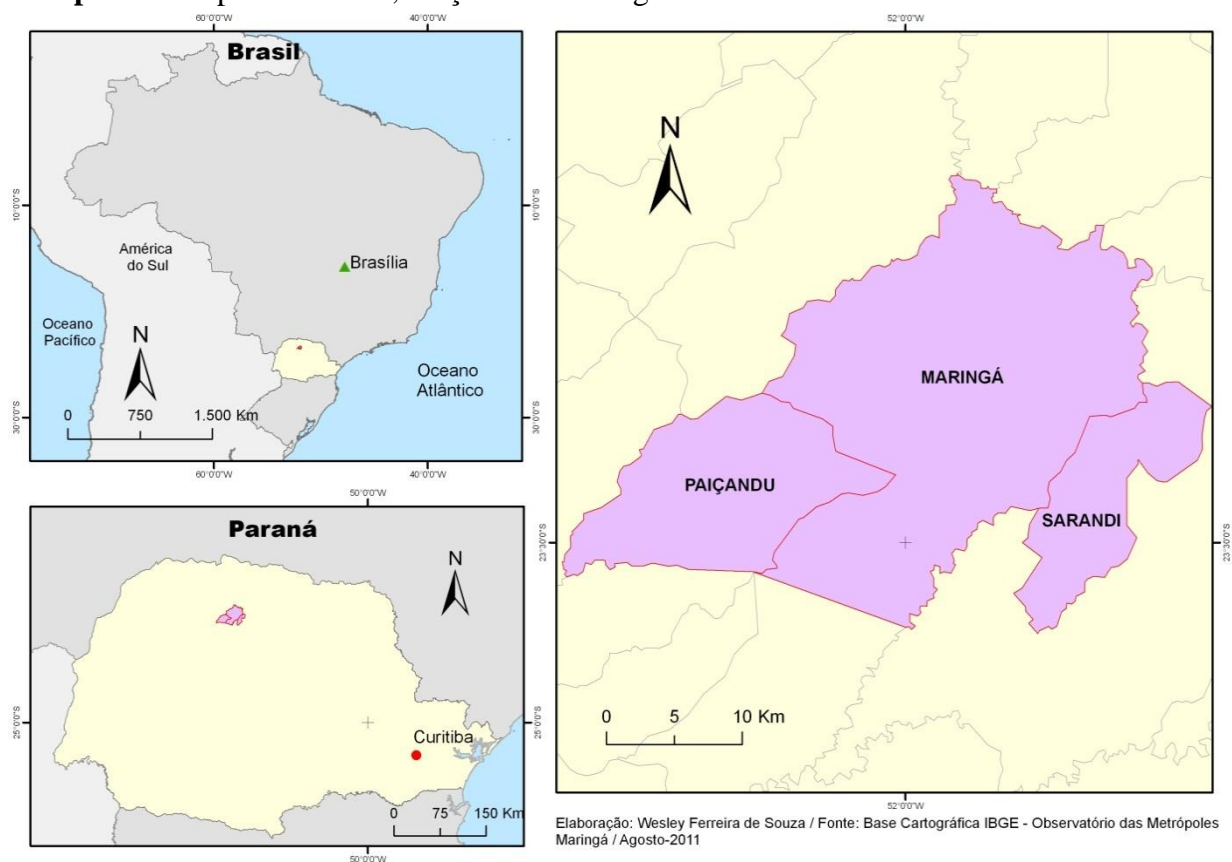 60°0'0"W 40°0'0"W
Brasil
10°0'0"S 10°0'0"S
América
do Sul
Brasília
Oceano
Pacífico
N
Oceano
Atlântico
0 750 1.500 Km
30°0'0"S 30°0'0"S
60°0'0"W 40°0'0"W
50°0'0"W
Paraná
N
Curitiba
25°0'0"S 25°0'0"S
0 75 150 Km
50°0'0"W
52°0'0"W
N
MARINGÁ
PAIÇANDU
SARANDI
23°30'0"S 23°30'0"S
0 5 10 Km
52°0'0"W
Elaboração: Wesley Ferreira de Souza / Fonte: Base Cartográfica IBGE - Observatório das Metrópoles
Maringá / Agosto-2011